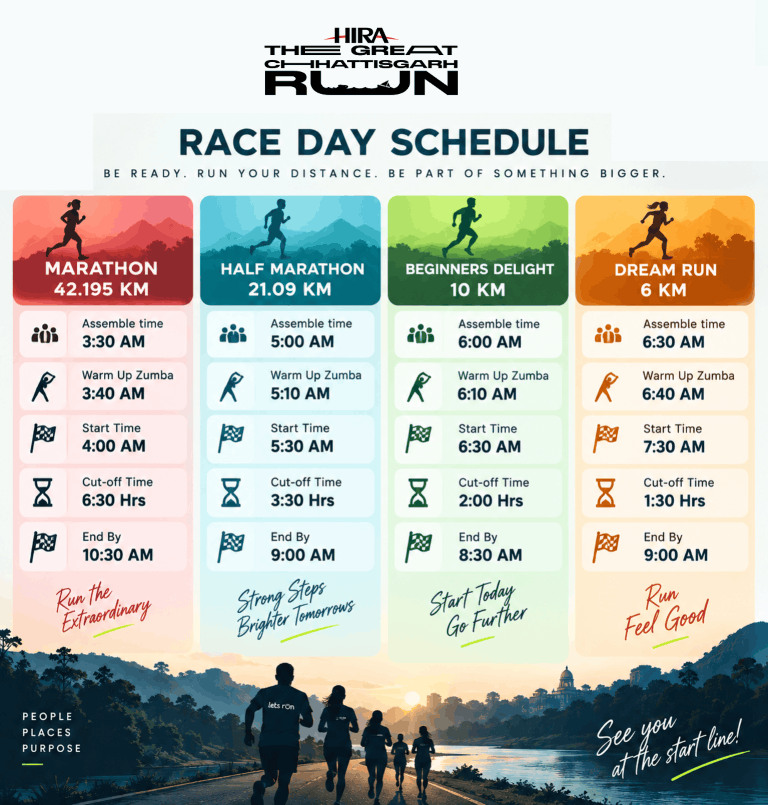 HIRA
THE GREAT
CHHATTISGARH
RUN
RACE DAY SCHEDULE
BE READY. RUN YOUR DISTANCE. BE PART OF SOMETHING BIGGER.
MARATHON
42.195 KM
Assemble time
3:30 AM
Warm Up Zumba
3:40 AM
Start Time
4:00 AM
Cut-off Time
6:30 Hrs
End By
10:30 AM
Run the
Extraordinary
HALF MARATHON
21.09 KM
Assemble time
5:00 AM
Warm Up Zumba
5:10 AM
Start Time
5:30 AM
Cut-off Time
3:30 Hrs
End By
9:00 AM
Strong Steps
Brighter Tomorrows
BEGINNERS DELIGHT
10 KM
Assemble time
6:00 AM
Warm Up Zumba
6:10 AM
Start Time
6:30 AM
Cut-off Time
2:00 Hrs
End By
8:30 AM
Start Today
Go Further
DREAM RUN
6 KM
Assemble time
6:30 AM
Warm Up Zumba
6:40 AM
Start Time
7:30 AM
Cut-off Time
1:30 Hrs
End By
9:00 AM
Run
Feel Good
lets run
PEOPLE
PLACES
PURPOSE
See you
at the start line!